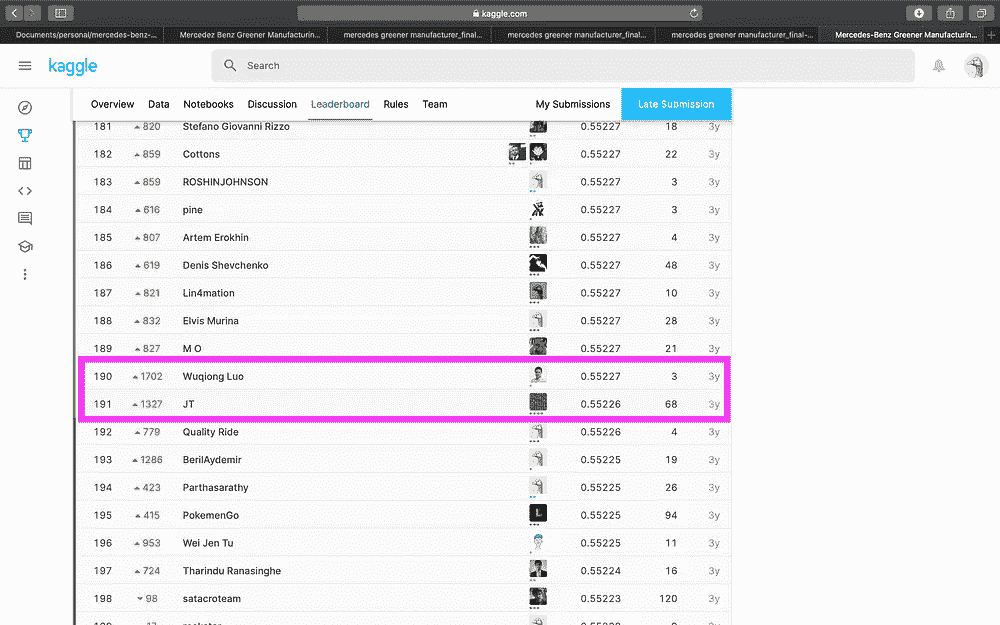 kaggle.com
Documents/personal/mercedes-benz-... Mercedez Benz Greener Manufacturin... mercedes greener manufacturer_final... mercedes greener manufacturer_final... mercedes greener manufacturer_final-... Mercedes-Benz Greener Manufacturin...
kaggle Search
Overview Data Notebooks Discussion Leaderboard Rules Team My Submissions Late Submission
181 820 Stefano Giovanni Rizzo 0.55227 18 3y
182 859 Cottons 0.55227 22 3y
183 859 ROSHINJOHNSON 0.55227 3 3y
184 616 pine 0.55227 3 3y
185 807 Artem Erokhin 0.55227 4 3y
186 619 Denis Shevchenko 0.55227 48 3y
187 821 Lin4mation 0.55227 10 3y
188 832 Elvis Murina 0.55227 28 3y
189 827 M O 0.55227 21 3y
190 1702 Wuqiong Luo 0.55227 3 3y
191 1327 JT 0.55226 68 3y
192 779 Quality Ride 0.55226 4 3y
193 1286 BerilAydemir 0.55225 19 3y
194 423 Parthasarathy 0.55225 26 3y
195 415 PokemenGo L 0.55225 94 3y
196 953 Wei Jen Tu 0.55225 11 3y
197 724 Tharindu Ranasinghe 0.55224 16 3y
198 98 satacroteam 0.55223 120 3y